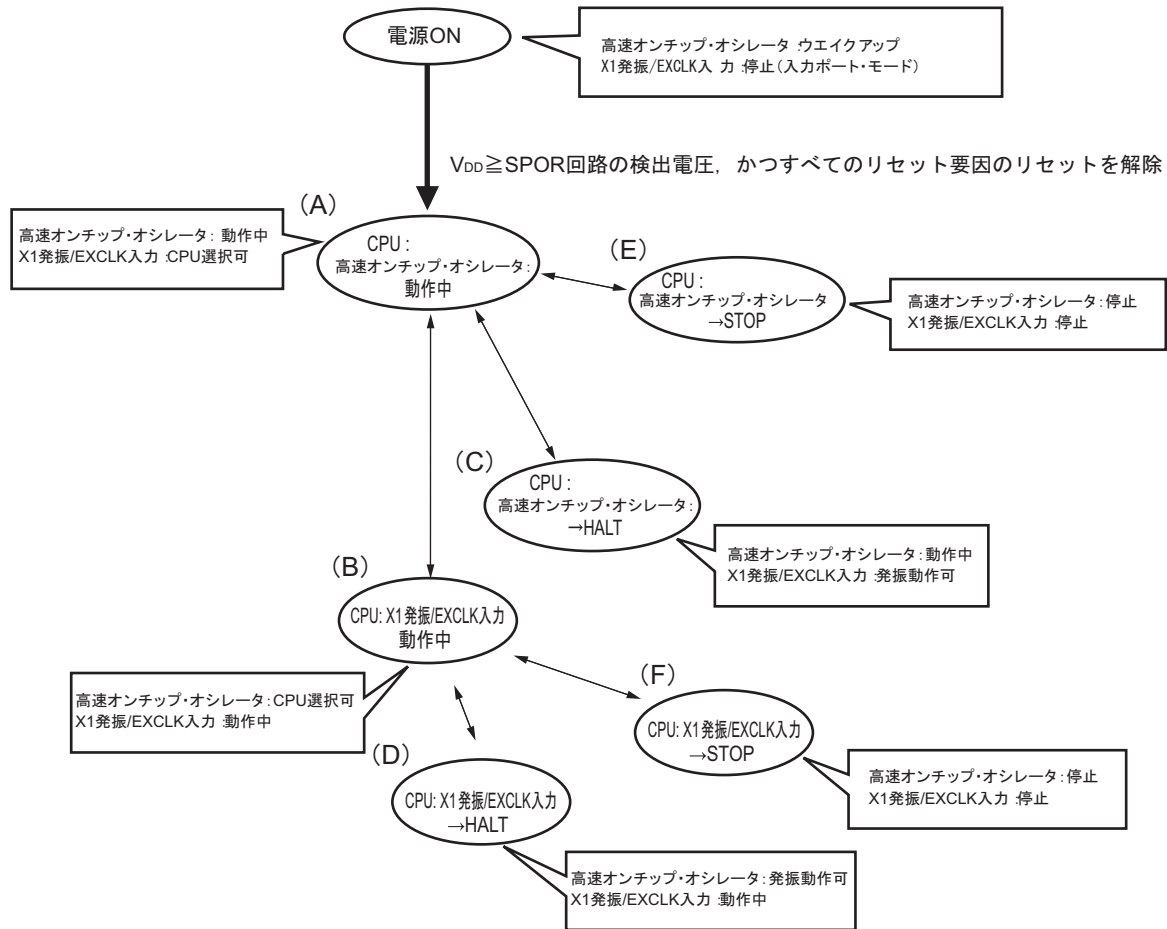 電源ON
高速オンチップ・オシレータ :ウエイクアップ
X1発振/EXCLK入 力 :停止(入力ポート・モード)
VDD≧SPOR回路の検出電圧，かつすべてのリセット要因のリセットを解除
(A)
高速オンチップ・オシレータ: 動作中
X1発振/EXCLK入力 :CPU選択可
CPU :
高速オンチップ・オシレータ:
動作中
(E)
CPU :
高速オンチップ・オシレータ
→STOP
高速オンチップ・オシレータ:停止
X1発振/EXCLK入力 :停止
(C)
CPU :
高速オンチップ・オシレータ:
→HALT
高速オンチップ・オシレータ:動作中
X1発振/EXCLK入力 :発振動作可
(B)
CPU: X1発振/EXCLK入力
動作中
高速オンチップ・オシレータ:CPU選択可
X1発振/EXCLK入力 :動作中
(F)
CPU: X1発振/EXCLK入力
→STOP
高速オンチップ・オシレータ:停止
X1発振/EXCLK入力 :停止
(D)
CPU: X1発振/EXCLK入力
→HALT
高速オンチップ・オシレータ:発振動作可
X1発振/EXCLK入力 :動作中